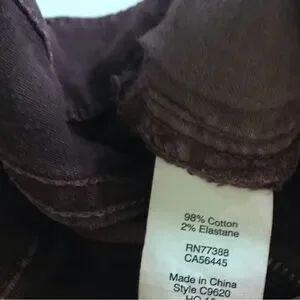 98% Cotton
2% Elastane
RN77388
CA56445
Made in China
Style C9620